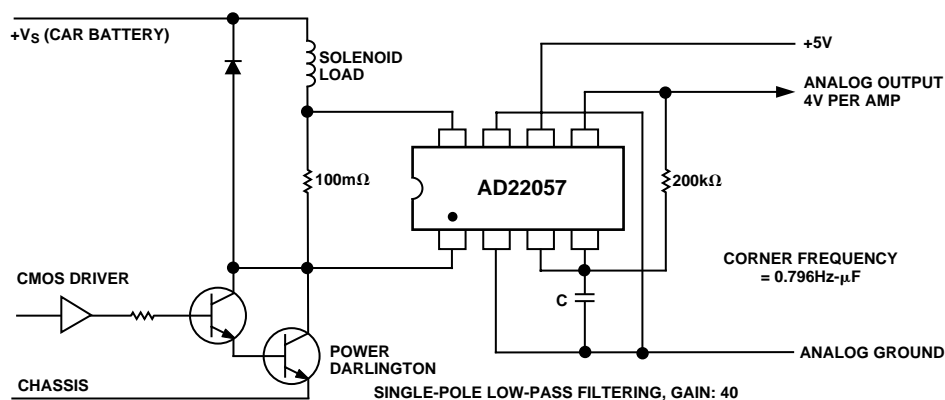 +VS (CAR BATTERY)
SOLENOID
LOAD
+5V
ANALOG OUTPUT
4V PER AMP
100mΩ
AD22057
200kΩ
CMOS DRIVER
CORNER FREQUENCY
= 0.796Hz-μF
C
POWER
DARLINGTON
ANALOG GROUND
CHASSIS
SINGLE-POLE LOW-PASS FILTERING, GAIN: 40